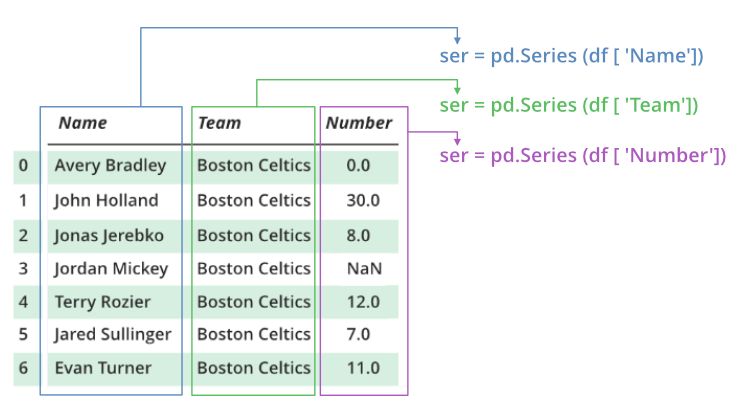 ser = pd.Series (df [ 'Name'])
ser = pd.Series (df [ 'Team'])
Name Team Number
ser = pd.Series (df [ 'Number'])
0 Avery Bradley Boston Celtics 0.0
1 John Holland Boston Celtics 30.0
2 Jonas Jerebko Boston Celtics 8.0
3 Jordan Mickey Boston Celtics NaN
4 Terry Rozier Boston Celtics 12.0
5 Jared Sullinger Boston Celtics 7.0
6 Evan Turner Boston Celtics 11.0